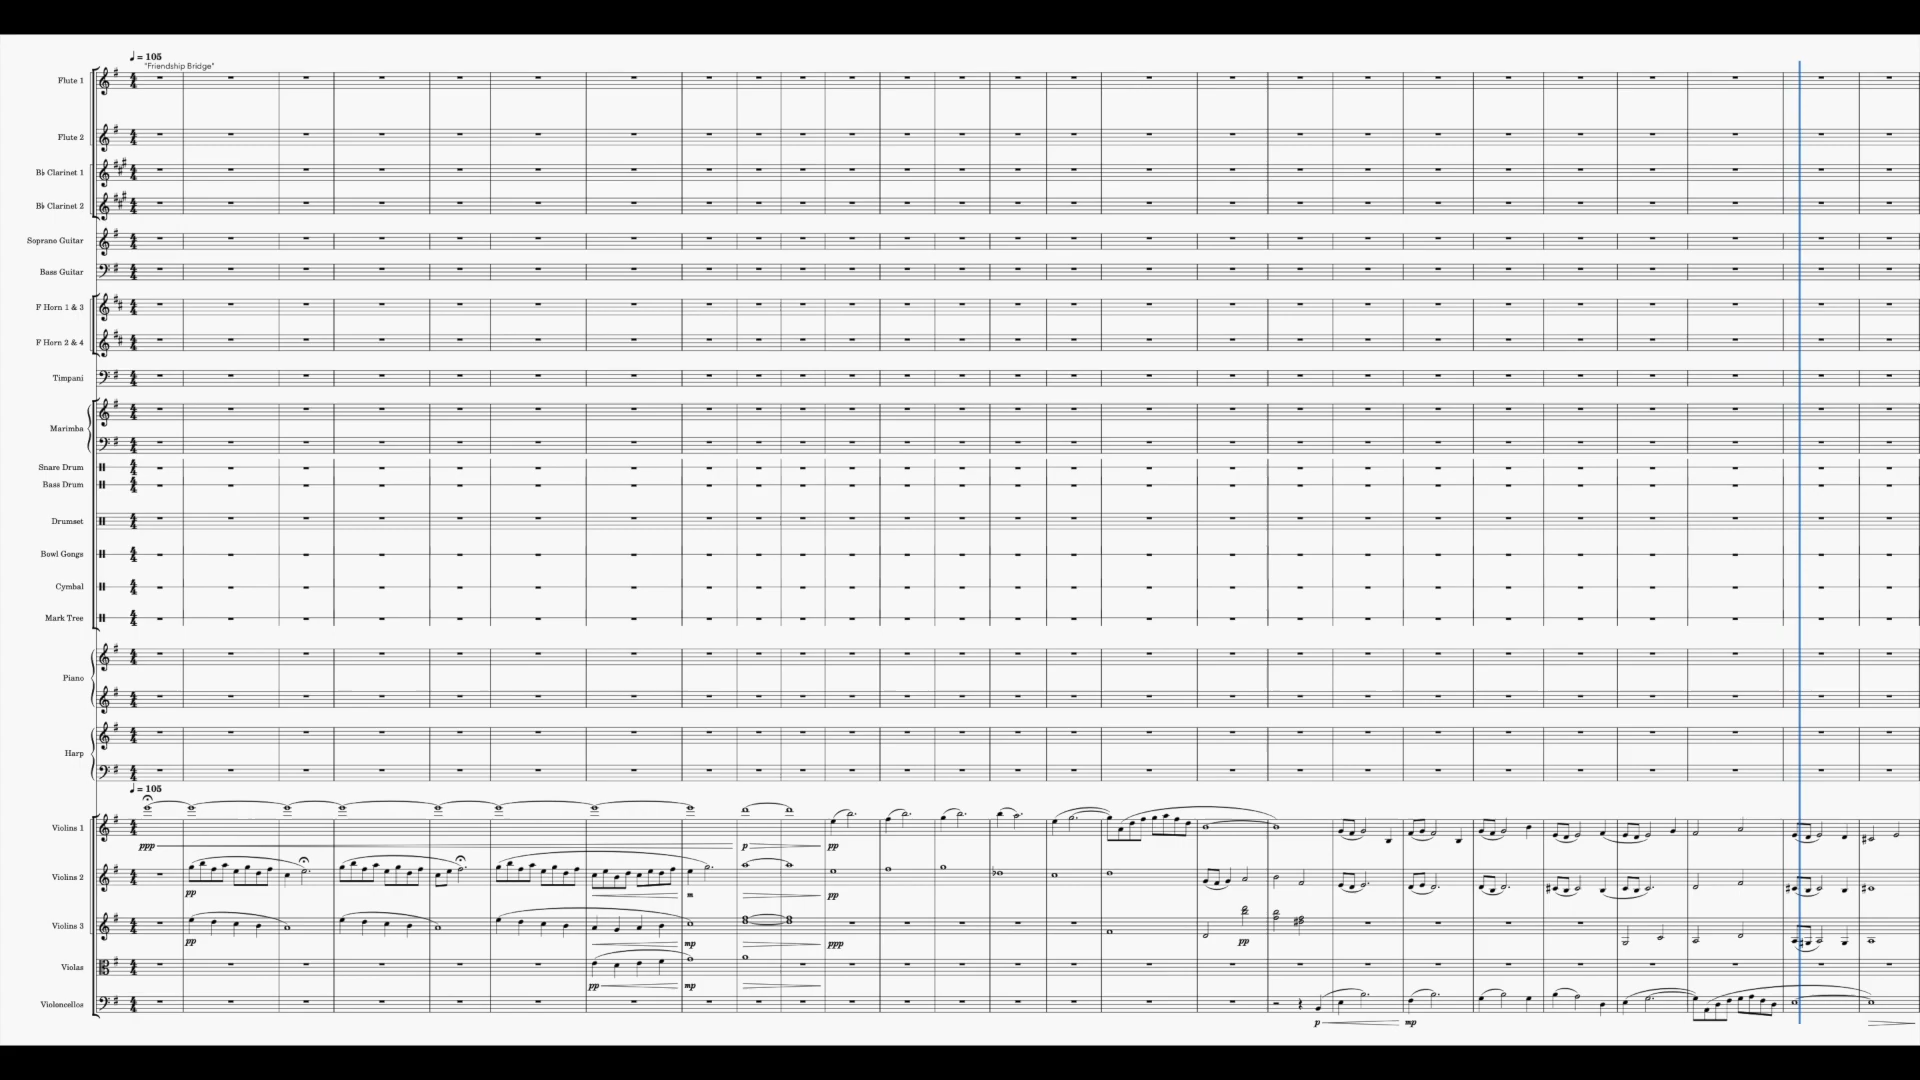 ♩ = 105
"Friendship Bridge"
Flute 1
Flute 2
B♭ Clarinet 1
B♭ Clarinet 2
Soprano Guitar
Bass Guitar
F Horn 1 & 3
F Horn 2 & 4
Timpani
Marimba
Snare Drum
Bass Drum
Drumset
Bowl Gongs
Cymbal
Mark Tree
Piano
Harp
♩ = 105
Violins 1
ppp p pp
Violins 2
pp m pp
Violins 3
pp mp ppp pp
Violas
pp mp
Violoncellos
p mp